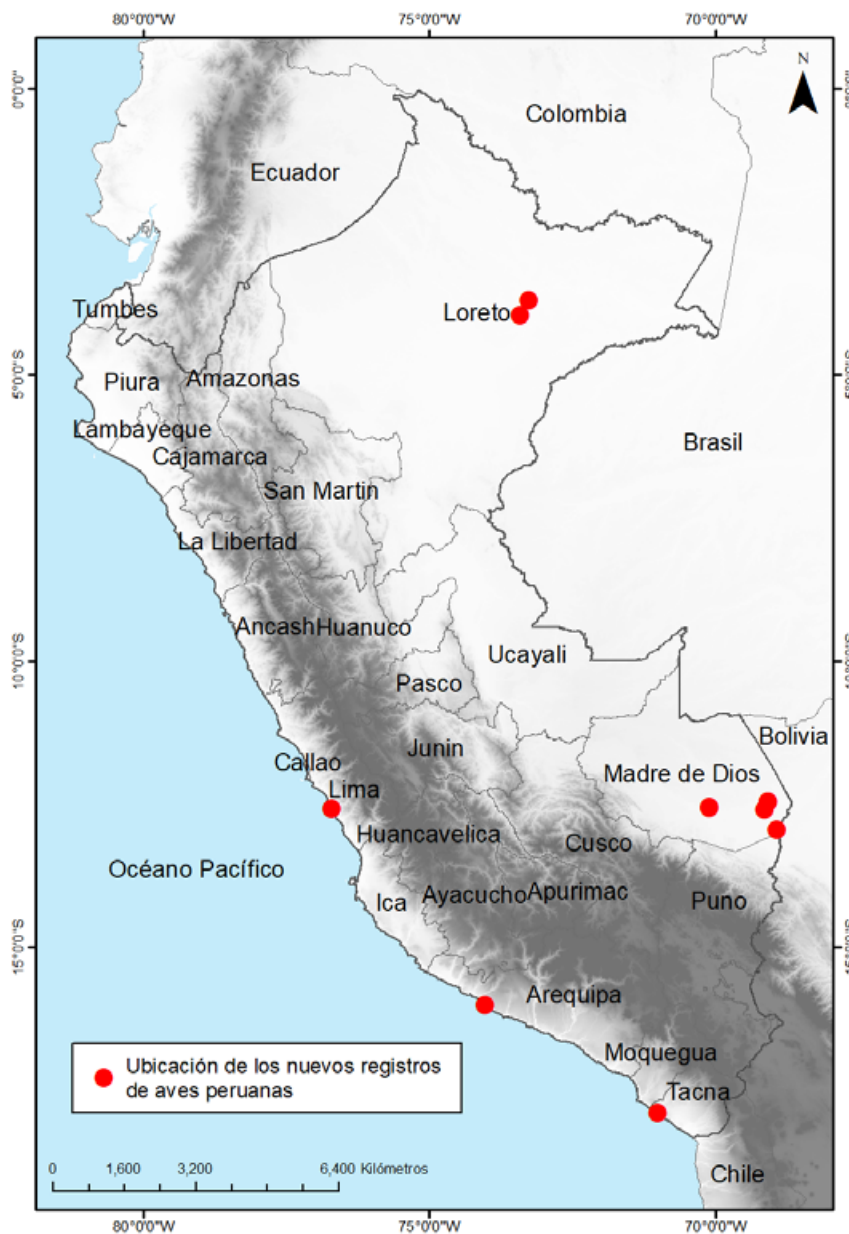 80°0'0"W 75°0'0"W 70°0'0"W
N
0°0'0"
Colombia
Ecuador
Tumbes
Loreto
5°0'0"S
Piura
Amazonas
Lambayeque
Cajamarca
Brasil
San Martin
La Libertad
Ancash
Huanuco
Ucayali
10°0'0"S
Pasco
Junin
Bolivia
Callao
Madre de Dios
Lima
Huancavelica
Cusco
Océano Pacífico
Ica
Ayacucho
Apurimac
Puno
15°0'0"S
Arequipa
Moquegua
Tacna
Ubicación de los nuevos registros
de aves peruanas
0 1,600 3,200 6,400 Kilómetros
Chile
80°0'0"W 75°0'0"W 70°0'0"W